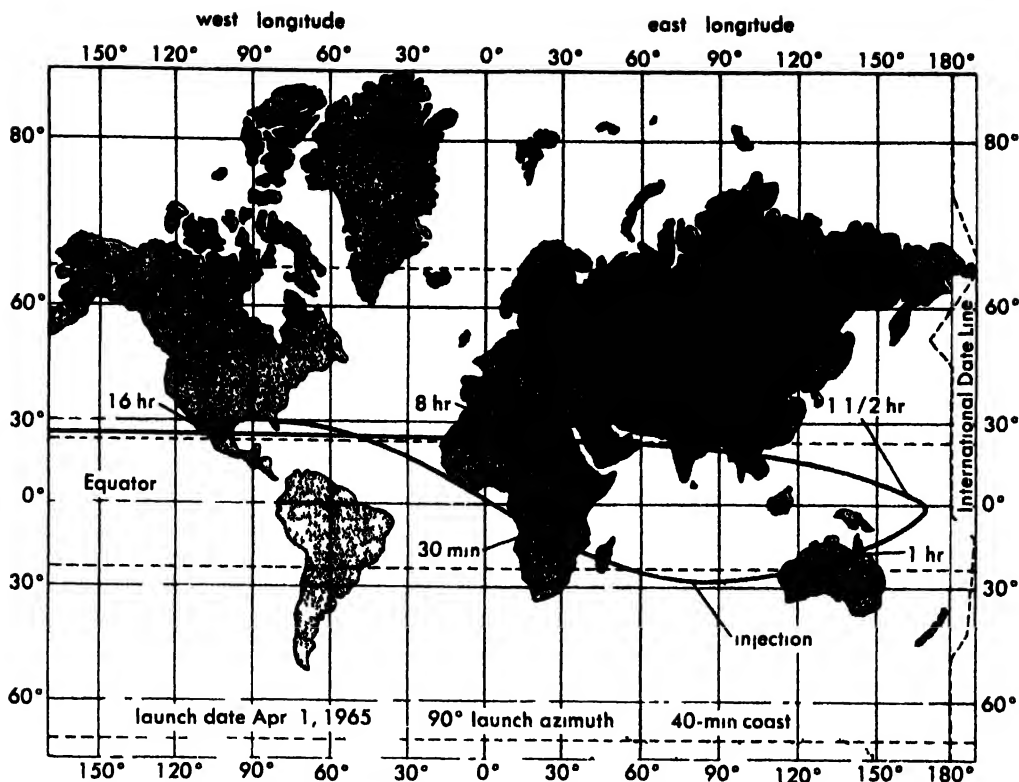 west longitude east longitude
150° 120° 90° 60° 30° 0° 30° 60° 90° 120° 150° 180°
80° 80°
60° 60°
International Date Line
16 hr 8 hr 1 1/2 hr
30° 30°
Equator
0° 0°
30 min 1 hr
30° 30°
injection
60° 60°
launch date Apr 1, 1965 90° launch azimuth 40-min coast
150° 120° 90° 60° 30° 0° 30° 60° 90° 120° 150° 180°